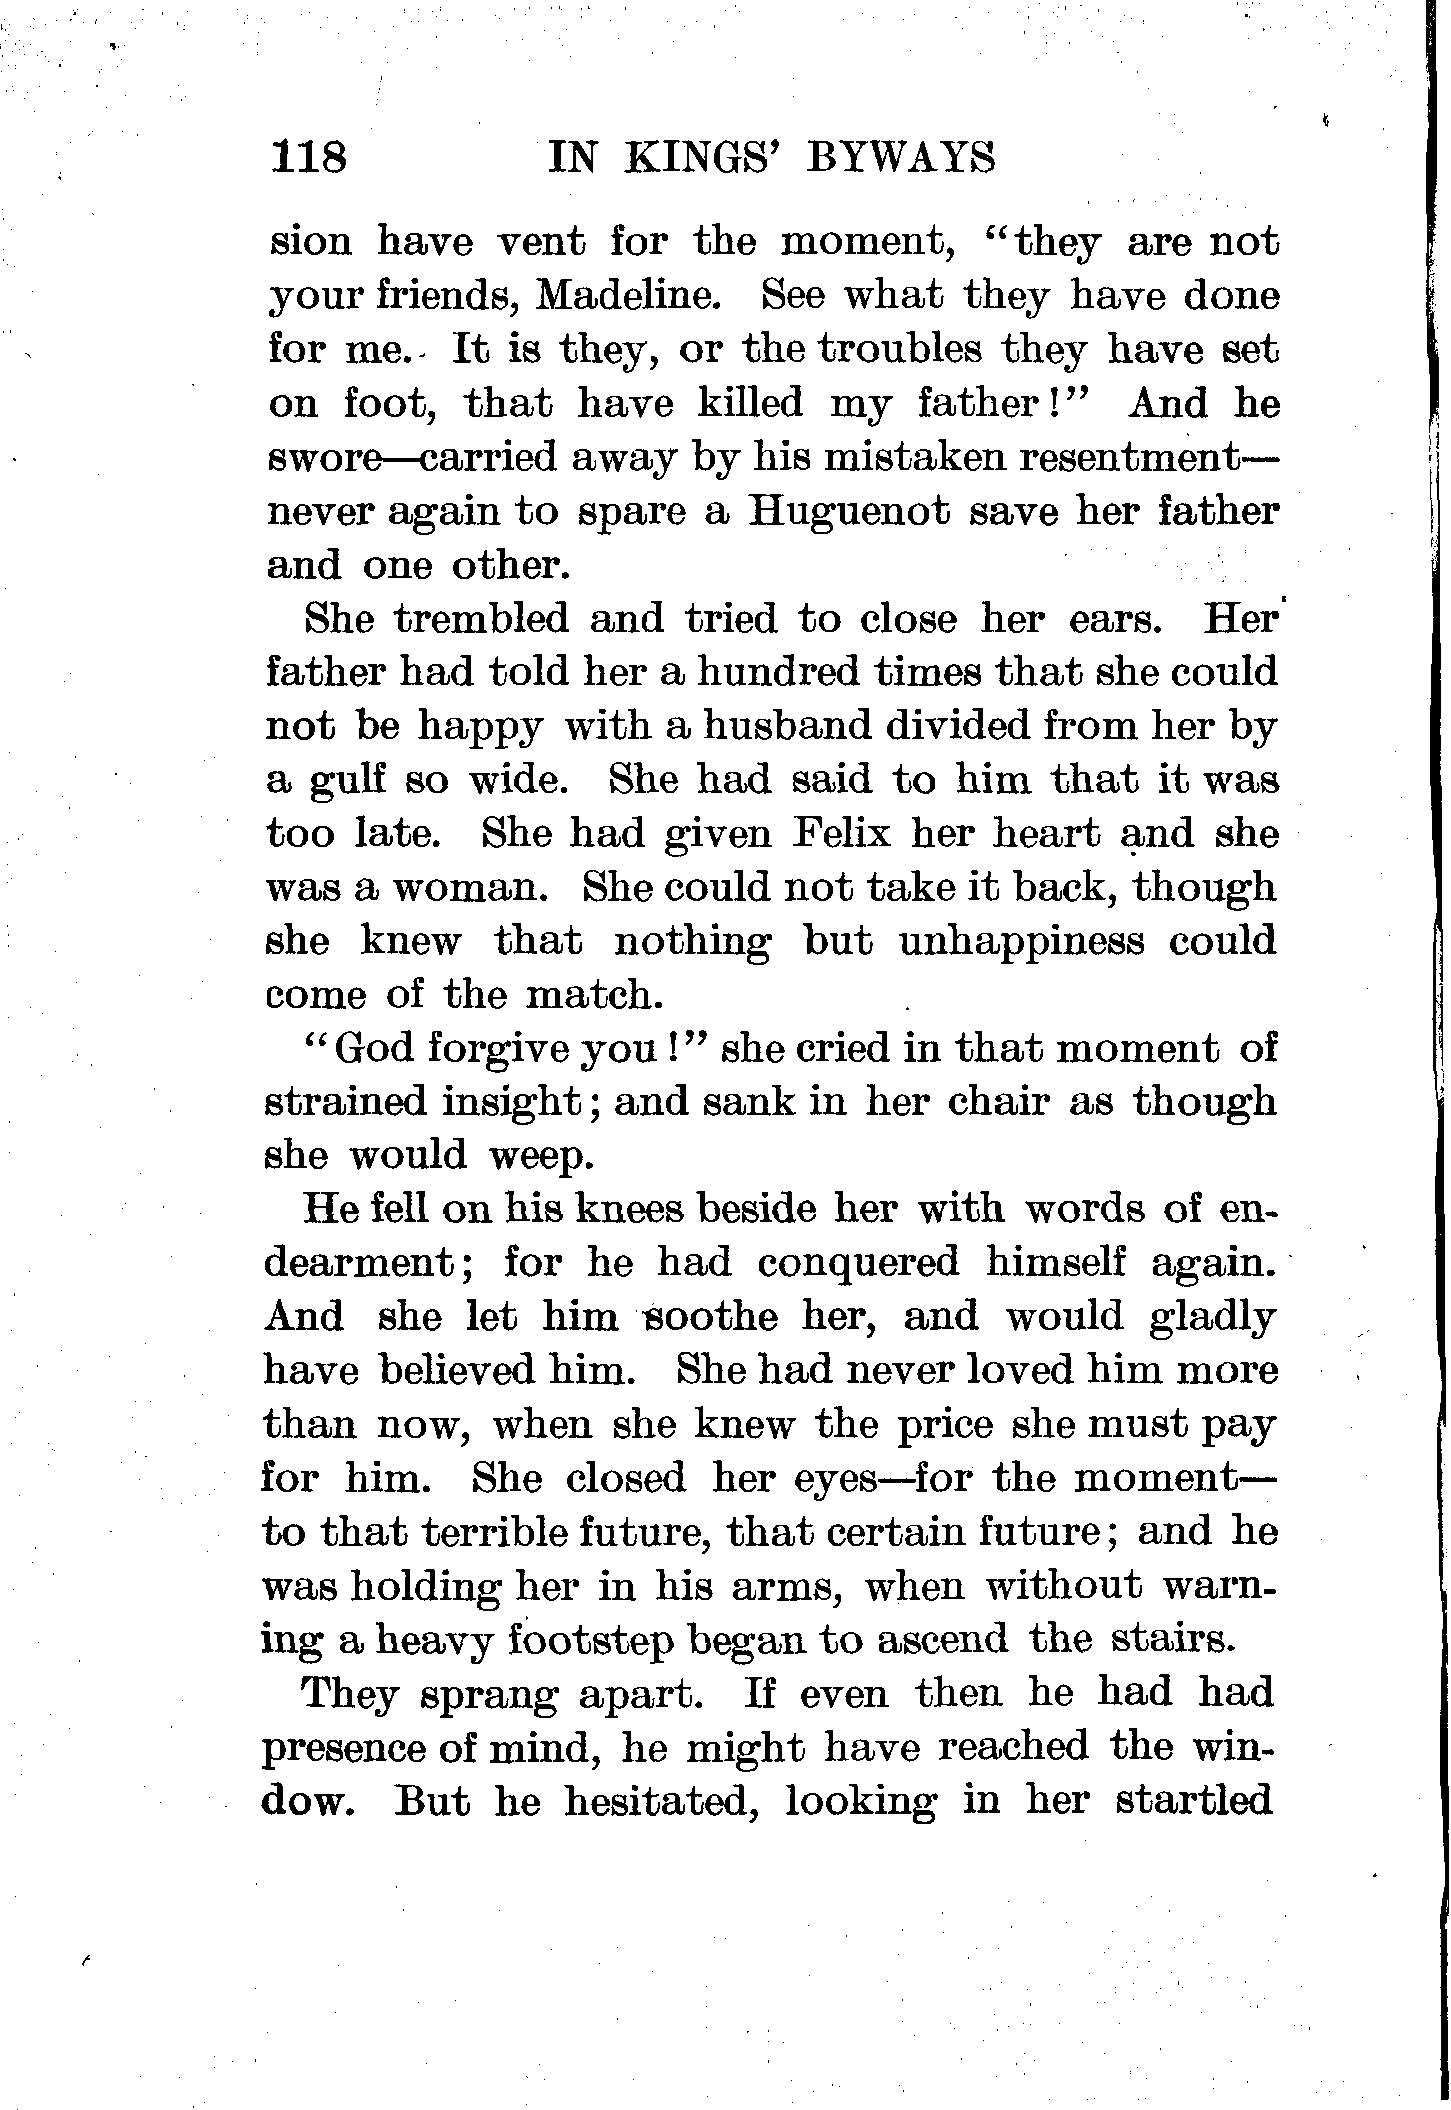 118 IN KINGS' BYWAYS
sion have vent for the moment, “they are not
your friends, Madeline. See what they have done
for me. It is they, or the troubles they have set
on foot, that have killed my father!” And he
swore—carried away by his mistaken resentment—
never again to spare a Huguenot save her father
and one other.
She trembled and tried to close her ears. Her
father had told her a hundred times that she could
not be happy with a husband divided from her by
a gulf so wide. She had said to him that it was
too late. She had given Felix her heart and she
was a woman. She could not take it back, though
she knew that nothing but unhappiness could
come of the match.
“God forgive you!” she cried in that moment of
strained insight; and sank in her chair as though
she would weep.
He fell on his knees beside her with words of en-
dearment; for he had conquered himself again.
And she let him soothe her, and would gladly
have believed him. She had never loved him more
than now, when she knew the price she must pay
for him. She closed her eyes—for the moment—
to that terrible future, that certain future; and he
was holding her in his arms, when without warn-
ing a heavy footstep began to ascend the stairs.
They sprang apart. If even then he had had
presence of mind, he might have reached the win-
dow. But he hesitated, looking in her startled